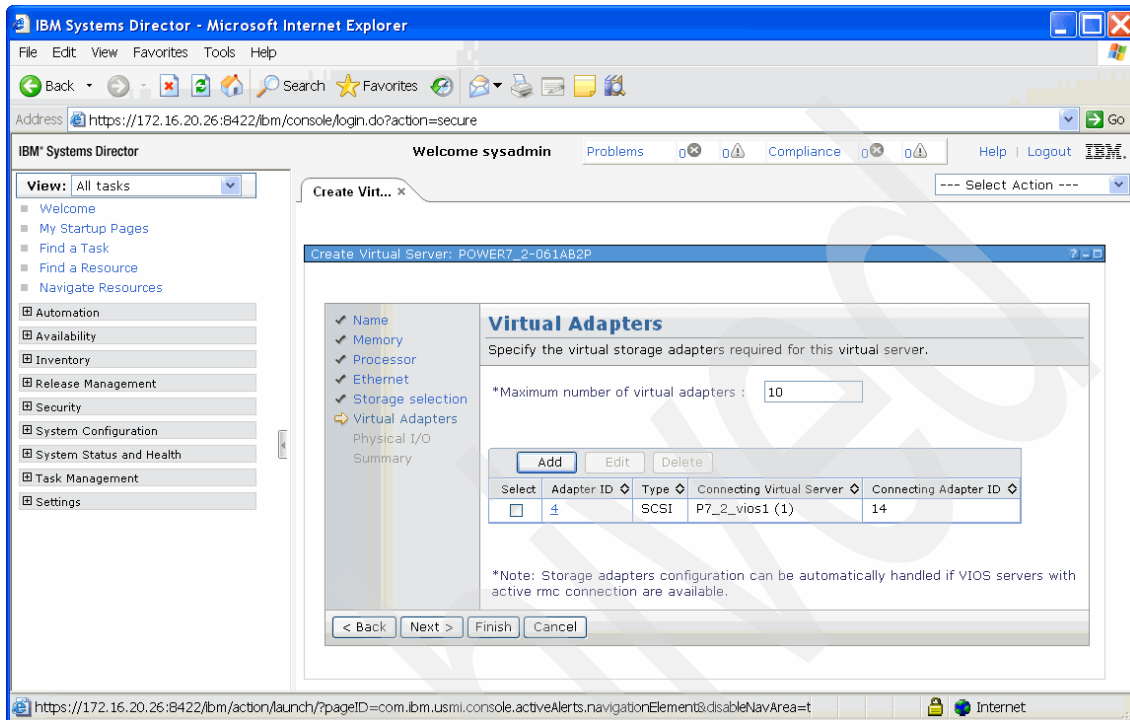 IBM Systems Director - Microsoft Internet Explorer
File Edit View Favorites Tools Help
Back Search Favorites
Address https://172.16.20.26:8422/ibm/console/login.do?action=secure Go
IBM® Systems Director Welcome sysadmin Problems 0 0 Compliance 0 0 Help | Logout IBM.
View: All tasks
Create Virt... × --- Select Action ---
Welcome
My Startup Pages
Find a Task
Find a Resource
Navigate Resources
Automation
Availability
Inventory
Release Management
Security
System Configuration
System Status and Health
Task Management
Settings
Create Virtual Server: POWER7_2-061AB2P
Name
Memory
Processor
Ethernet
Storage selection
Virtual Adapters
Physical I/O
Summary
Virtual Adapters
Specify the virtual storage adapters required for this virtual server.
*Maximum number of virtual adapters : 10
Add Edit Delete
Select Adapter ID Type Connecting Virtual Server Connecting Adapter ID
4 SCSI P7_2_vios1 (1) 14
*Note: Storage adapters configuration can be automatically handled if VIOS servers with
active rmc connection are available.
< Back Next > Finish Cancel
https://172.16.20.26:8422/ibm/action/launch/?pageID=com.ibm.usmi.console.activeAlerts.navigationElement&disableNavArea=t Internet